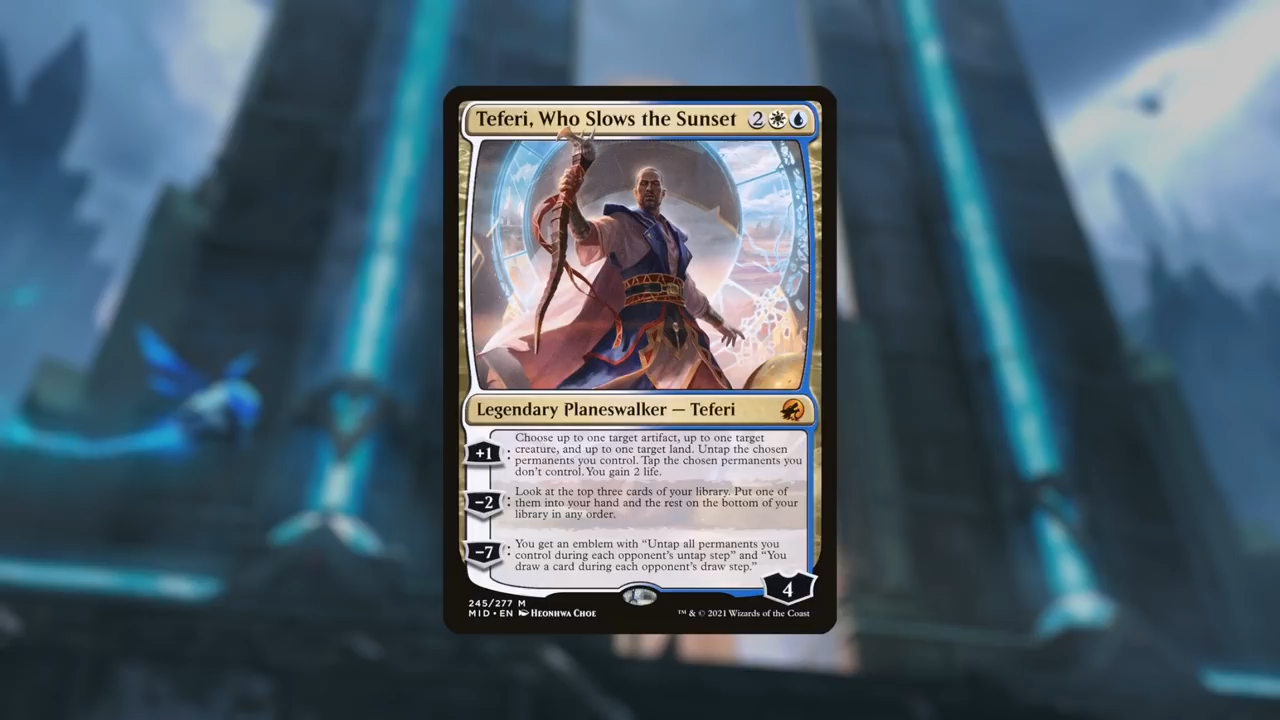 Teferi, Who Slows the Sunset 2
Legendary Planeswalker — Teferi
+1: Choose up to one target artifact, up to one target
creature, and up to one target land. Untap the chosen
permanents you control. Tap the chosen permanents you
don't control. You gain 2 life.
−2: Look at the top three cards of your library. Put one of
them into your hand and the rest on the bottom of your
library in any order.
−7: You get an emblem with “Untap all permanents you
control during each opponent's untap step” and “You
draw a card during each opponent's draw step.”
4
245/277 M
MID • EN Heonhwa Choe
™ & © 2021 Wizards of the Coast